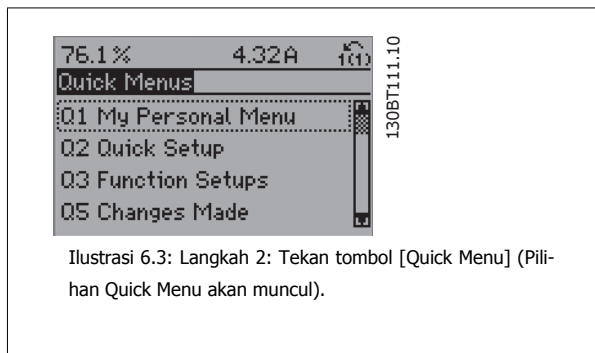 76.1% 4.32A 1(1)
Quick Menus
Q1 My Personal Menu
Q2 Quick Setup
Q3 Function Setups
Q5 Changes Made
130BT111.10
Ilustrasi 6.3: Langkah 2: Tekan tombol [Quick Menu] (Pili-
han Quick Menu akan muncul).